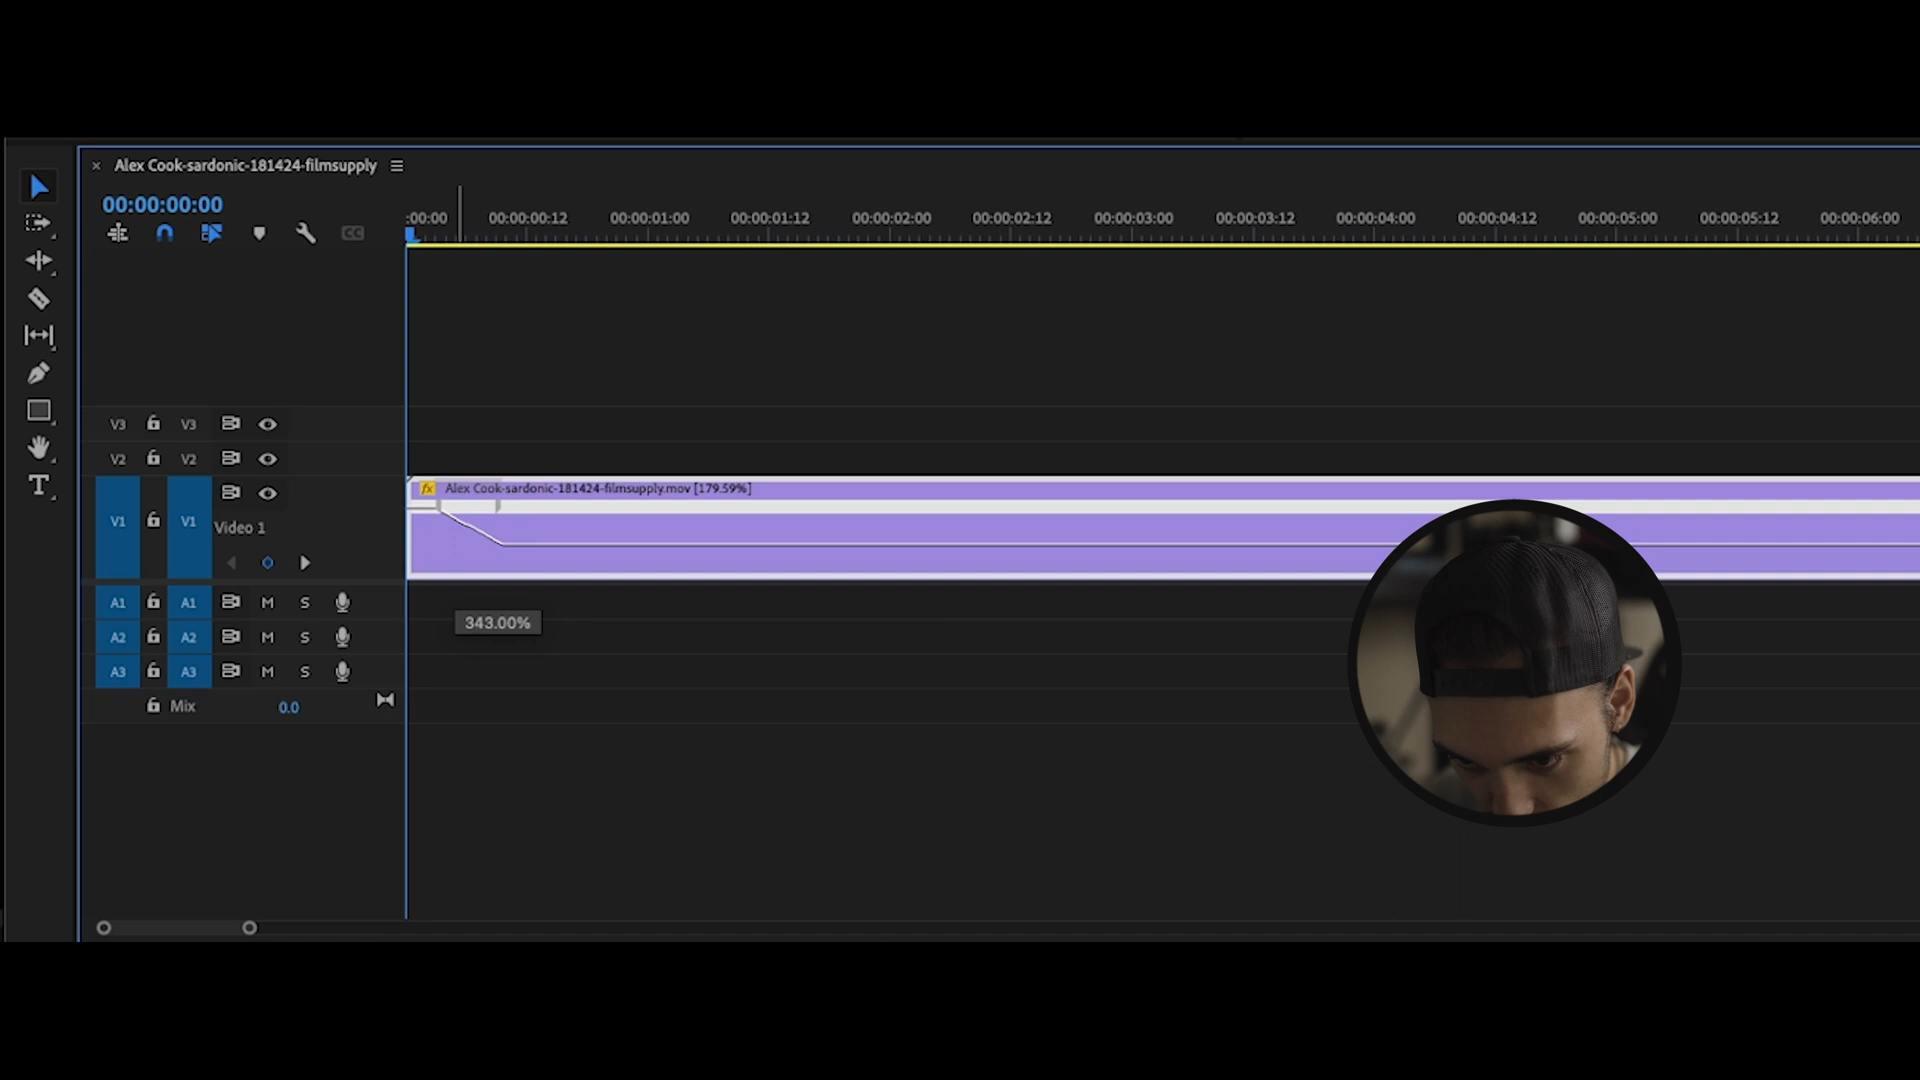 × Alex Cook-sardonic-181424-filmsupply
00:00:00:00
:00:00 00:00:00:12 00:00:01:00 00:00:01:12 00:00:02:00 00:00:02:12 00:00:03:00 00:00:03:12 00:00:04:00 00:00:04:12 00:00:05:00 00:00:05:12 00:00:06:00
CC
V3 V3
V2 V2
fx Alex Cook-sardonic-181424-filmsupply.mov [179.59%]
V1 V1
Video 1
A1 A1 M S
343.00%
A2 A2 M S
A3 A3 M S
Mix 0.0
T